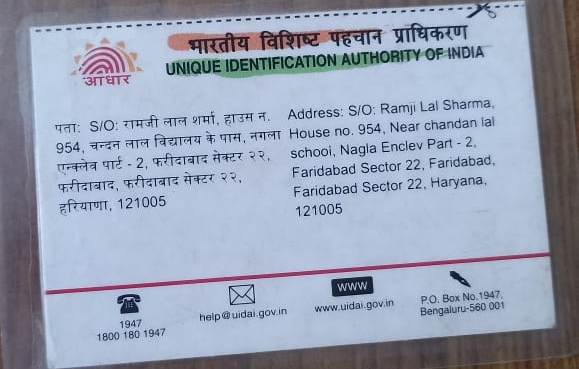 भारतीय विशिष्ट पहचान प्राधिकरण
UNIQUE IDENTIFICATION AUTHORITY OF INDIA
आधार
पता: S/O: रामजी लाल शर्मा, हाउस न.
954, चन्दन लाल विद्यालय के पास, नगला
एन्क्लेव पार्ट - 2, फरीदाबाद सेक्टर २२,
फरीदाबाद, फरीदाबाद सेक्टर २२,
हरियाणा, 121005
Address: S/O: Ramji Lal Sharma,
House no. 954, Near chandan lal
school, Nagla Enclev Part - 2,
Faridabad Sector 22, Faridabad,
Faridabad Sector 22, Haryana,
121005
1947
1800 180 1947
help@uidai.gov.in
www
www.uidai.gov.in
P.O. Box No.1947,
Bengaluru-560 001